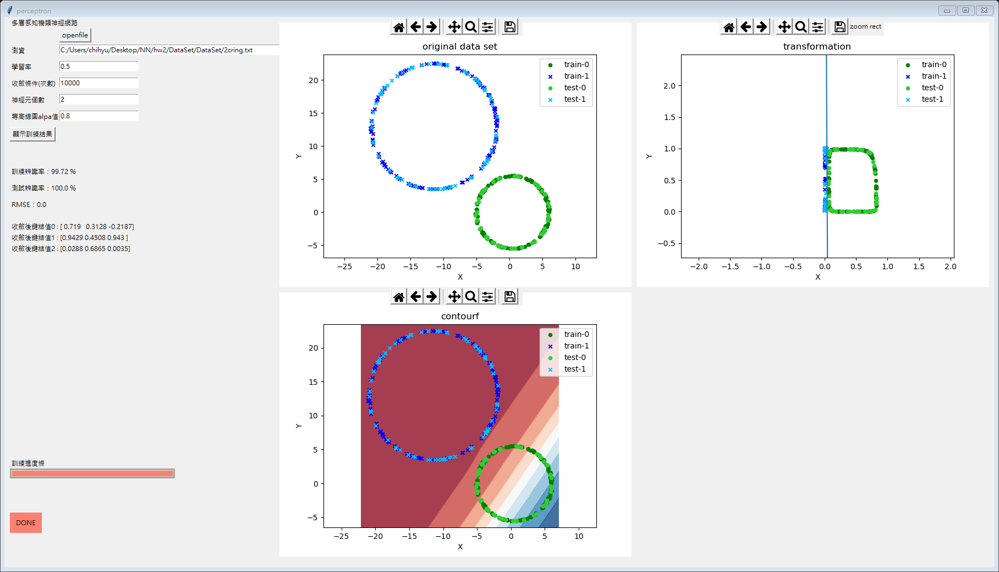 perceptron
多層感知機類神經網路
openfile
測資 C:/Users/chihyu/Desktop/NN/hw2/DataSet/DataSet/2cring.txt
學習率 0.5
收斂條件(次數) 10000
神經元個數 2
等高線圖alpa值 0.8
顯示訓練結果
訓練辨識率：99.72 %
測試辨識率：100.0 %
RMSE：0.0
收斂後鍵結值0 : [ 0.719   0.3128 -0.2187]
收斂後鍵結值1 : [0.9429 0.4508 0.943 ]
收斂後鍵結值2 : [0.0288 0.6865 0.0035]
訓練進度條
DONE
original data set
train-0
train-1
test-0
test-1
20
15
10
5
0
−5
Y
−25 −20 −15 −10 −5 0 5 10
X
zoom rect
transformation
train-0
train-1
test-0
test-1
2.0
1.5
1.0
0.5
0.0
−0.5
Y
−2.0 −1.5 −1.0 −0.5 0.0 0.5 1.0 1.5 2.0
X
contourf
train-0
train-1
test-0
test-1
20
15
10
5
0
−5
Y
−25 −20 −15 −10 −5 0 5 10
X